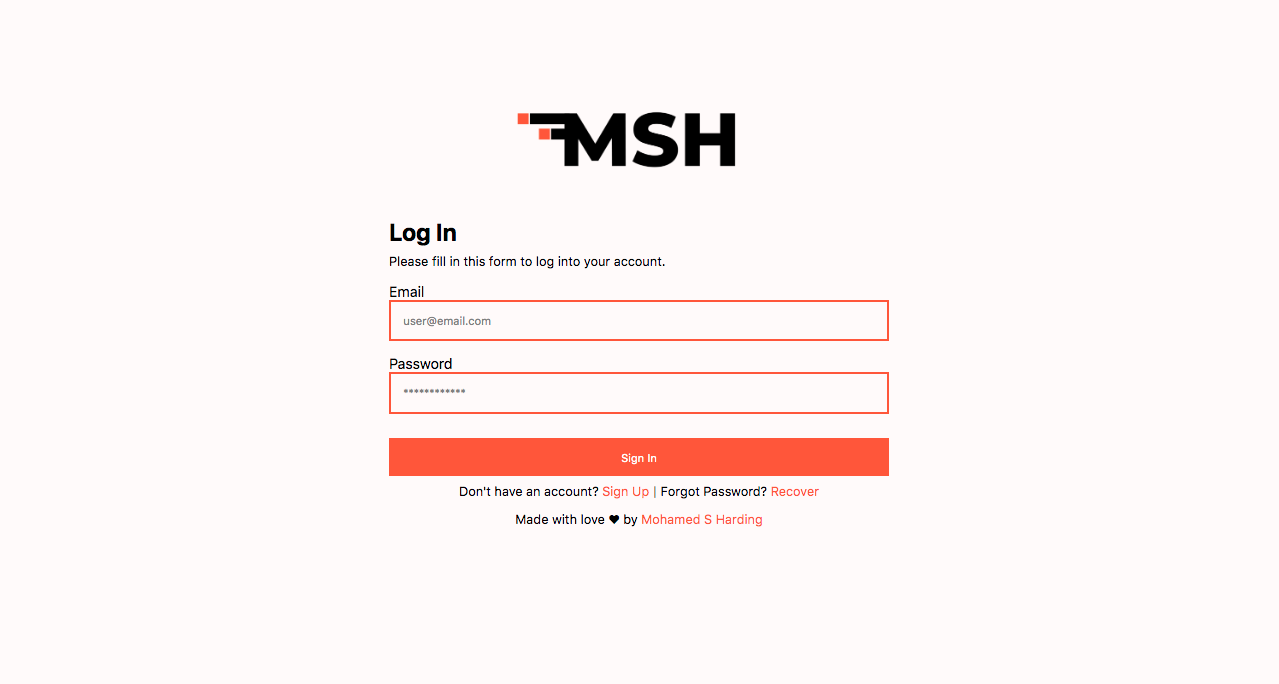 MSH
Log In
Please fill in this form to log into your account.
Email
user@email.com
Password
************
Sign In
Don't have an account? Sign Up | Forgot Password? Recover
Made with love ♥ by Mohamed S Harding